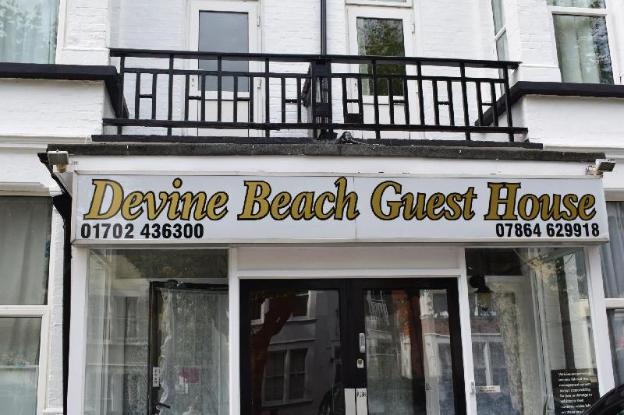 Devine Beach Guest House
01702 436300 07864 629918